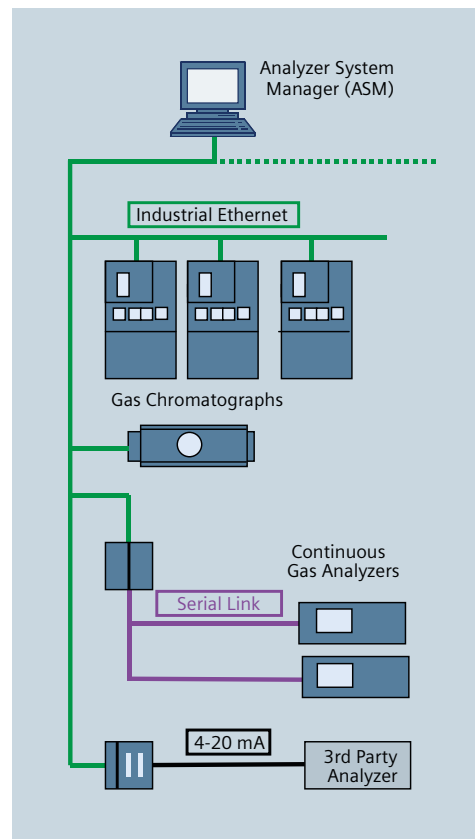 Analyzer System
Manager (ASM)
Industrial Ethernet
Gas Chromatographs
Continuous
Gas Analyzers
Serial Link
4-20 mA
3rd Party
Analyzer